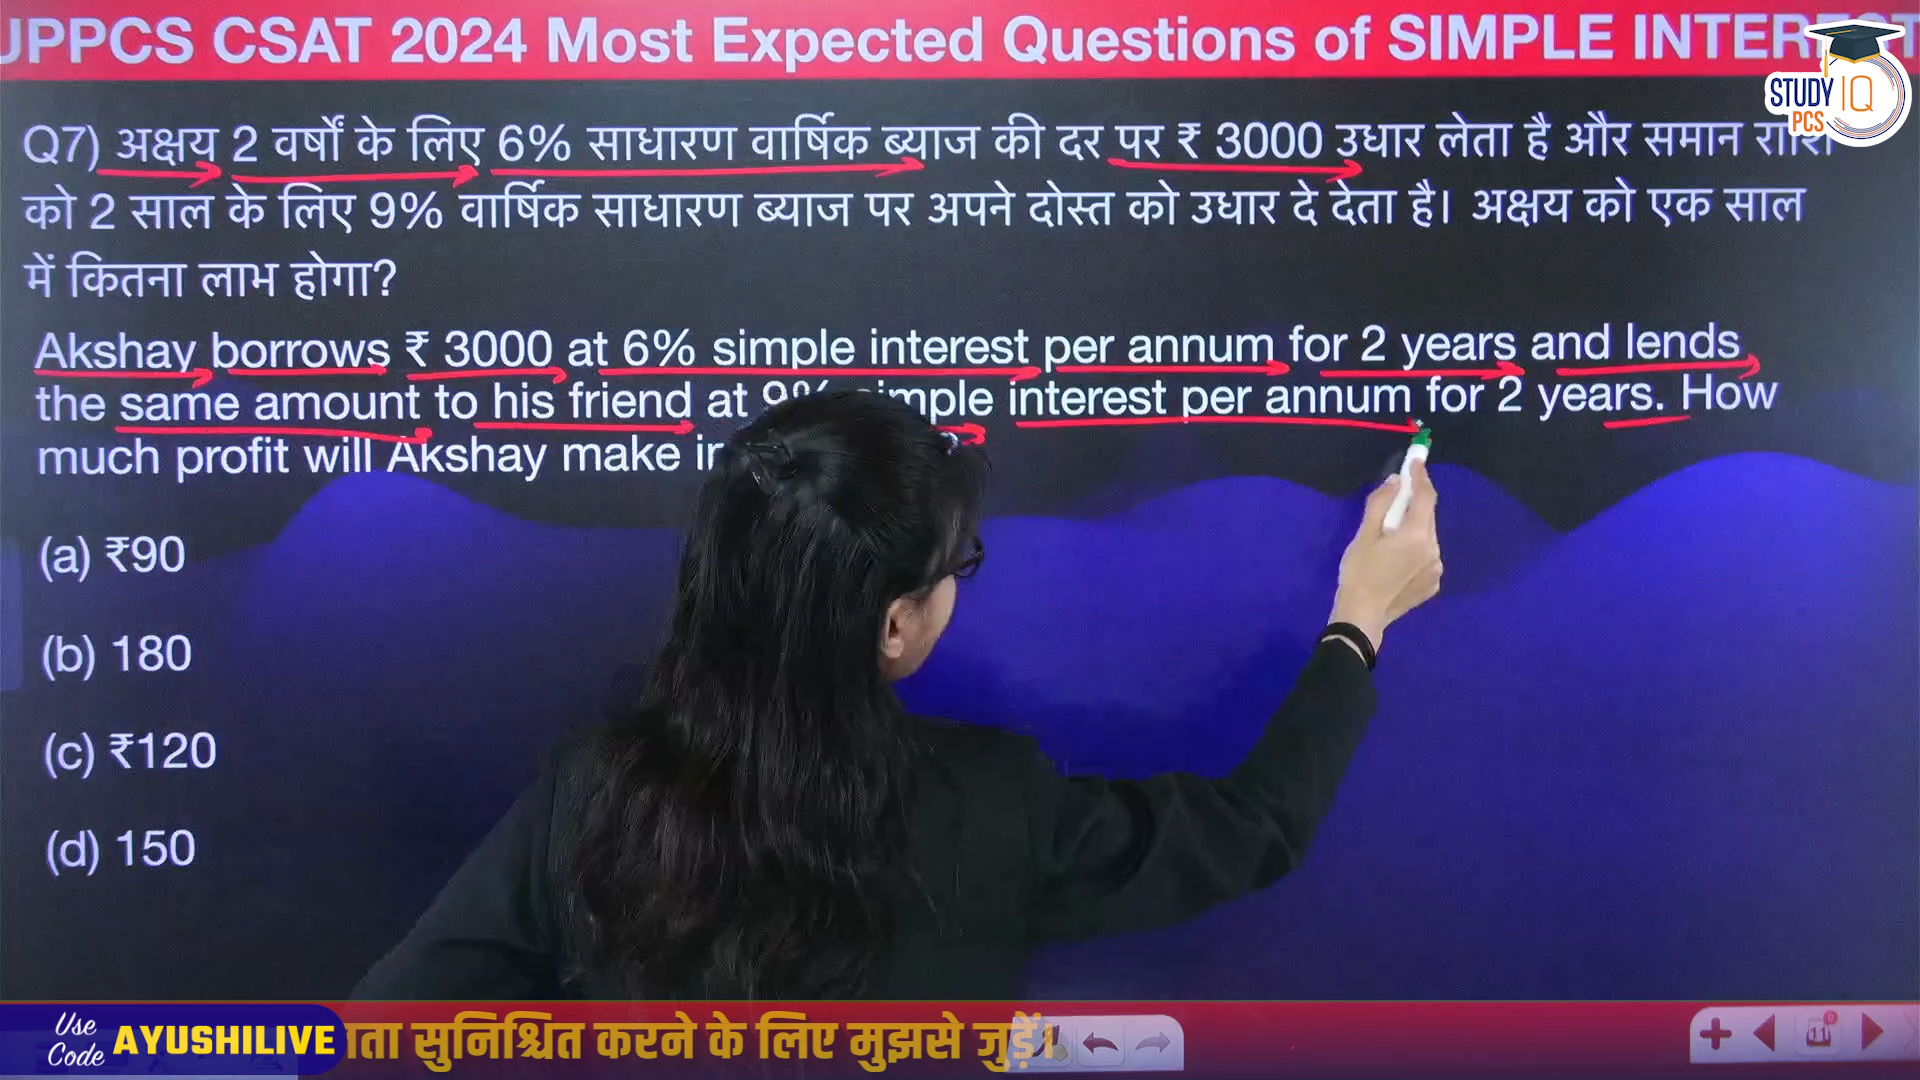 UPPCS CSAT 2024 Most Expected Questions of SIMPLE INTEREST
STUDY IQ
PCS
Q7) अक्षय 2 वर्षों के लिए 6% साधारण वार्षिक ब्याज की दर पर ₹ 3000 उधार लेता है और समान राशि
को 2 साल के लिए 9% वार्षिक साधारण ब्याज पर अपने दोस्त को उधार दे देता है। अक्षय को एक साल
में कितना लाभ होगा?
Akshay borrows ₹ 3000 at 6% simple interest per annum for 2 years and lends
the same amount to his friend at 9% simple interest per annum for 2 years. How
much profit will Akshay make
(a) ₹90
(b) 180
(c) ₹120
(d) 150
Use Code AYUSHILIVE
सुनिश्चित करने के लिए मुझसे जुड़ें।
11